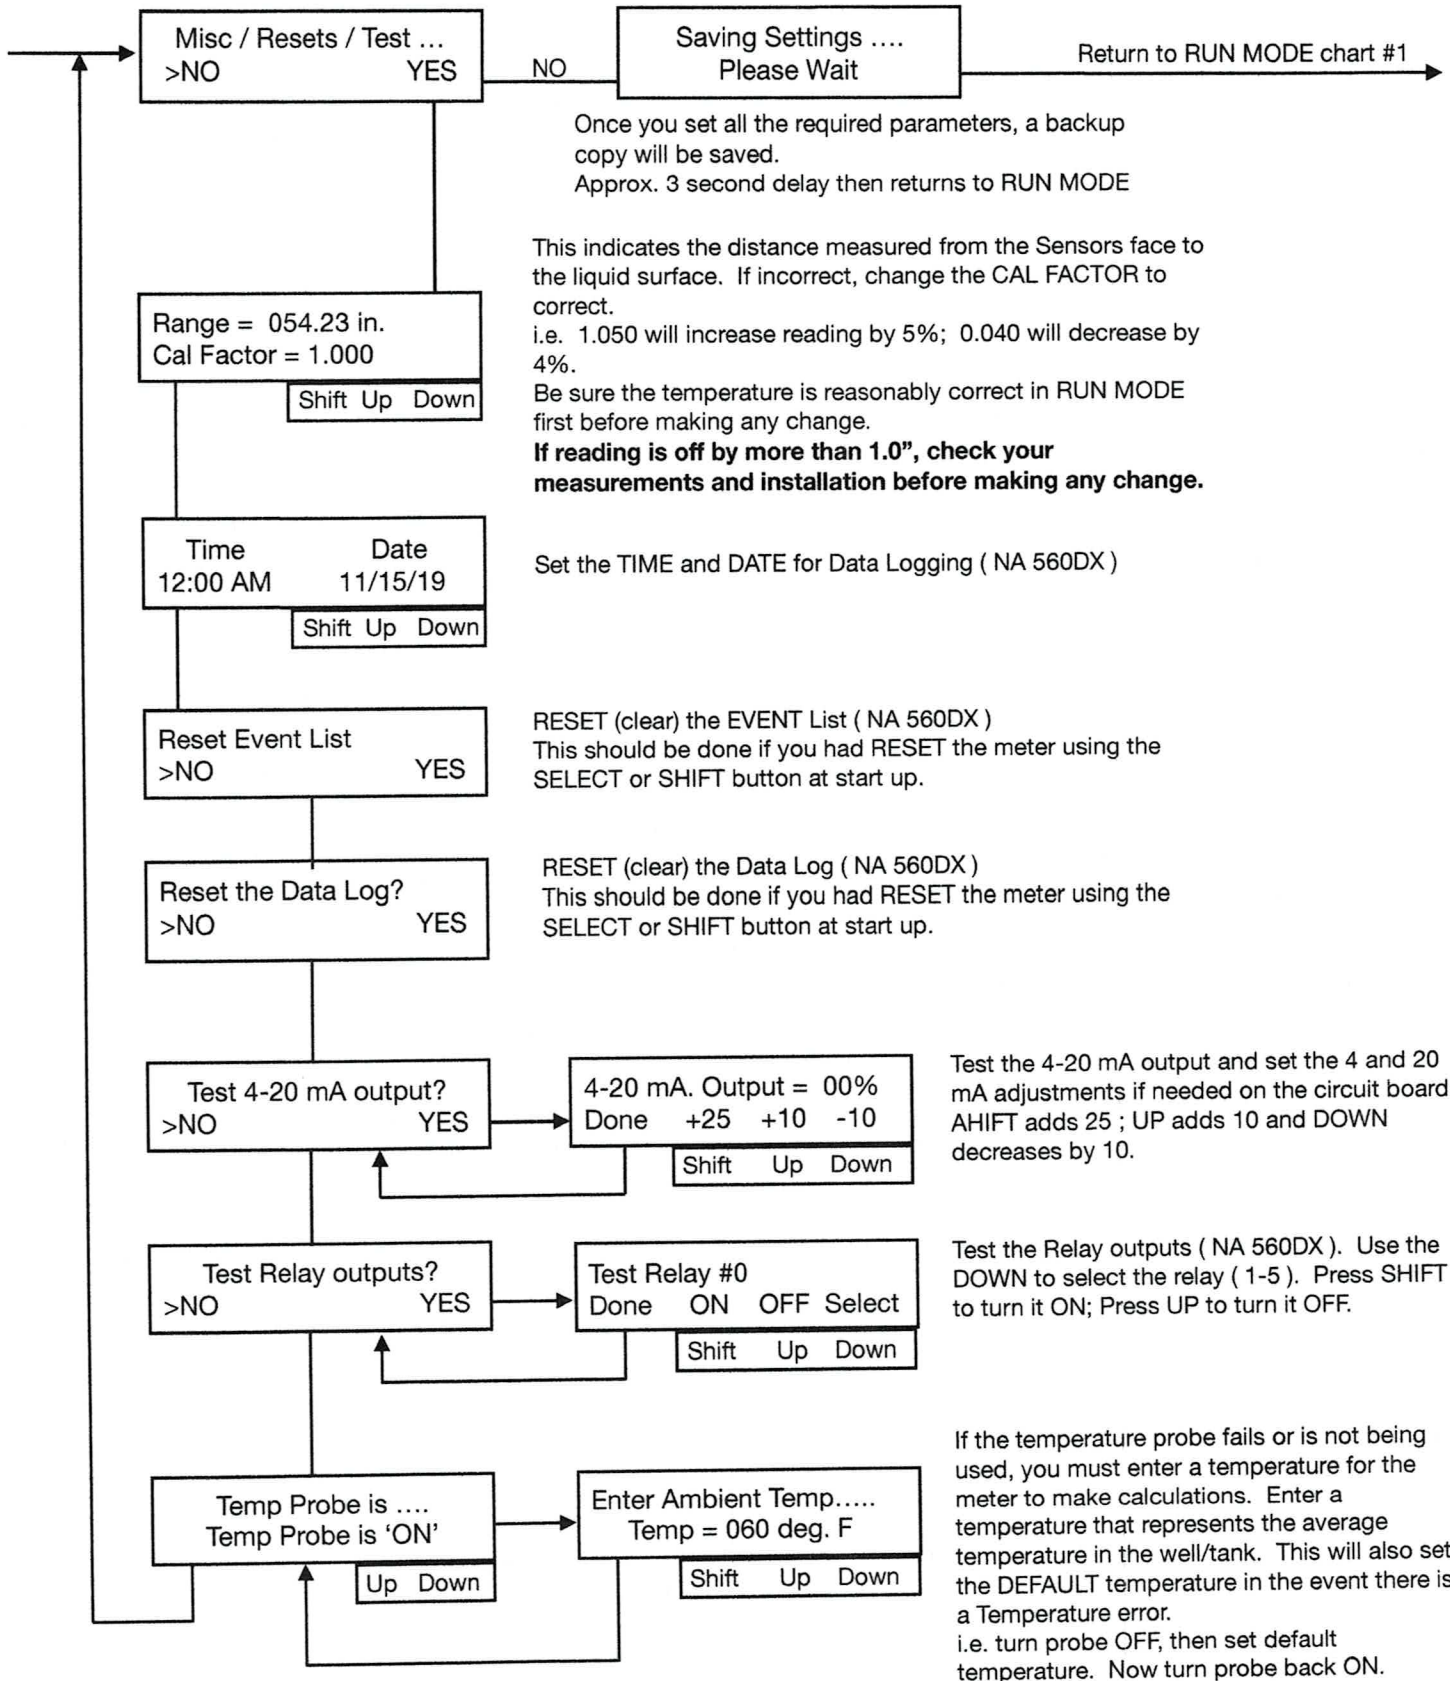 Misc / Resets / Test ...
>NO YES
NO
Saving Settings ....
Please Wait
Return to RUN MODE chart #1
Once you set all the required parameters, a backup
copy will be saved.
Approx. 3 second delay then returns to RUN MODE
This indicates the distance measured from the Sensors face to
the liquid surface. If incorrect, change the CAL FACTOR to
correct.
i.e. 1.050 will increase reading by 5%; 0.040 will decrease by
4%.
Be sure the temperature is reasonably correct in RUN MODE
first before making any change.
If reading is off by more than 1.0”, check your
measurements and installation before making any change.
Range = 054.23 in.
Cal Factor = 1.000
Shift Up Down
Time Date
12:00 AM 11/15/19
Shift Up Down
Set the TIME and DATE for Data Logging ( NA 560DX )
Reset Event List
>NO YES
RESET (clear) the EVENT List ( NA 560DX )
This should be done if you had RESET the meter using the
SELECT or SHIFT button at start up.
Reset the Data Log?
>NO YES
RESET (clear) the Data Log ( NA 560DX )
This should be done if you had RESET the meter using the
SELECT or SHIFT button at start up.
Test 4-20 mA output?
>NO YES
4-20 mA. Output = 00%
Done +25 +10 -10
Shift Up Down
Test the 4-20 mA output and set the 4 and 20
mA adjustments if needed on the circuit board
AHIFT adds 25 ; UP adds 10 and DOWN
decreases by 10.
Test Relay outputs?
>NO YES
Test Relay #0
Done ON OFF Select
Shift Up Down
Test the Relay outputs ( NA 560DX ). Use the
DOWN to select the relay ( 1-5 ). Press SHIFT
to turn it ON; Press UP to turn it OFF.
Temp Probe is ....
Temp Probe is ‘ON’
Up Down
Enter Ambient Temp.....
Temp = 060 deg. F
Shift Up Down
If the temperature probe fails or is not being
used, you must enter a temperature for the
meter to make calculations. Enter a
temperature that represents the average
temperature in the well/tank. This will also set
the DEFAULT temperature in the event there is
a Temperature error.
i.e. turn probe OFF, then set default
temperature. Now turn probe back ON.